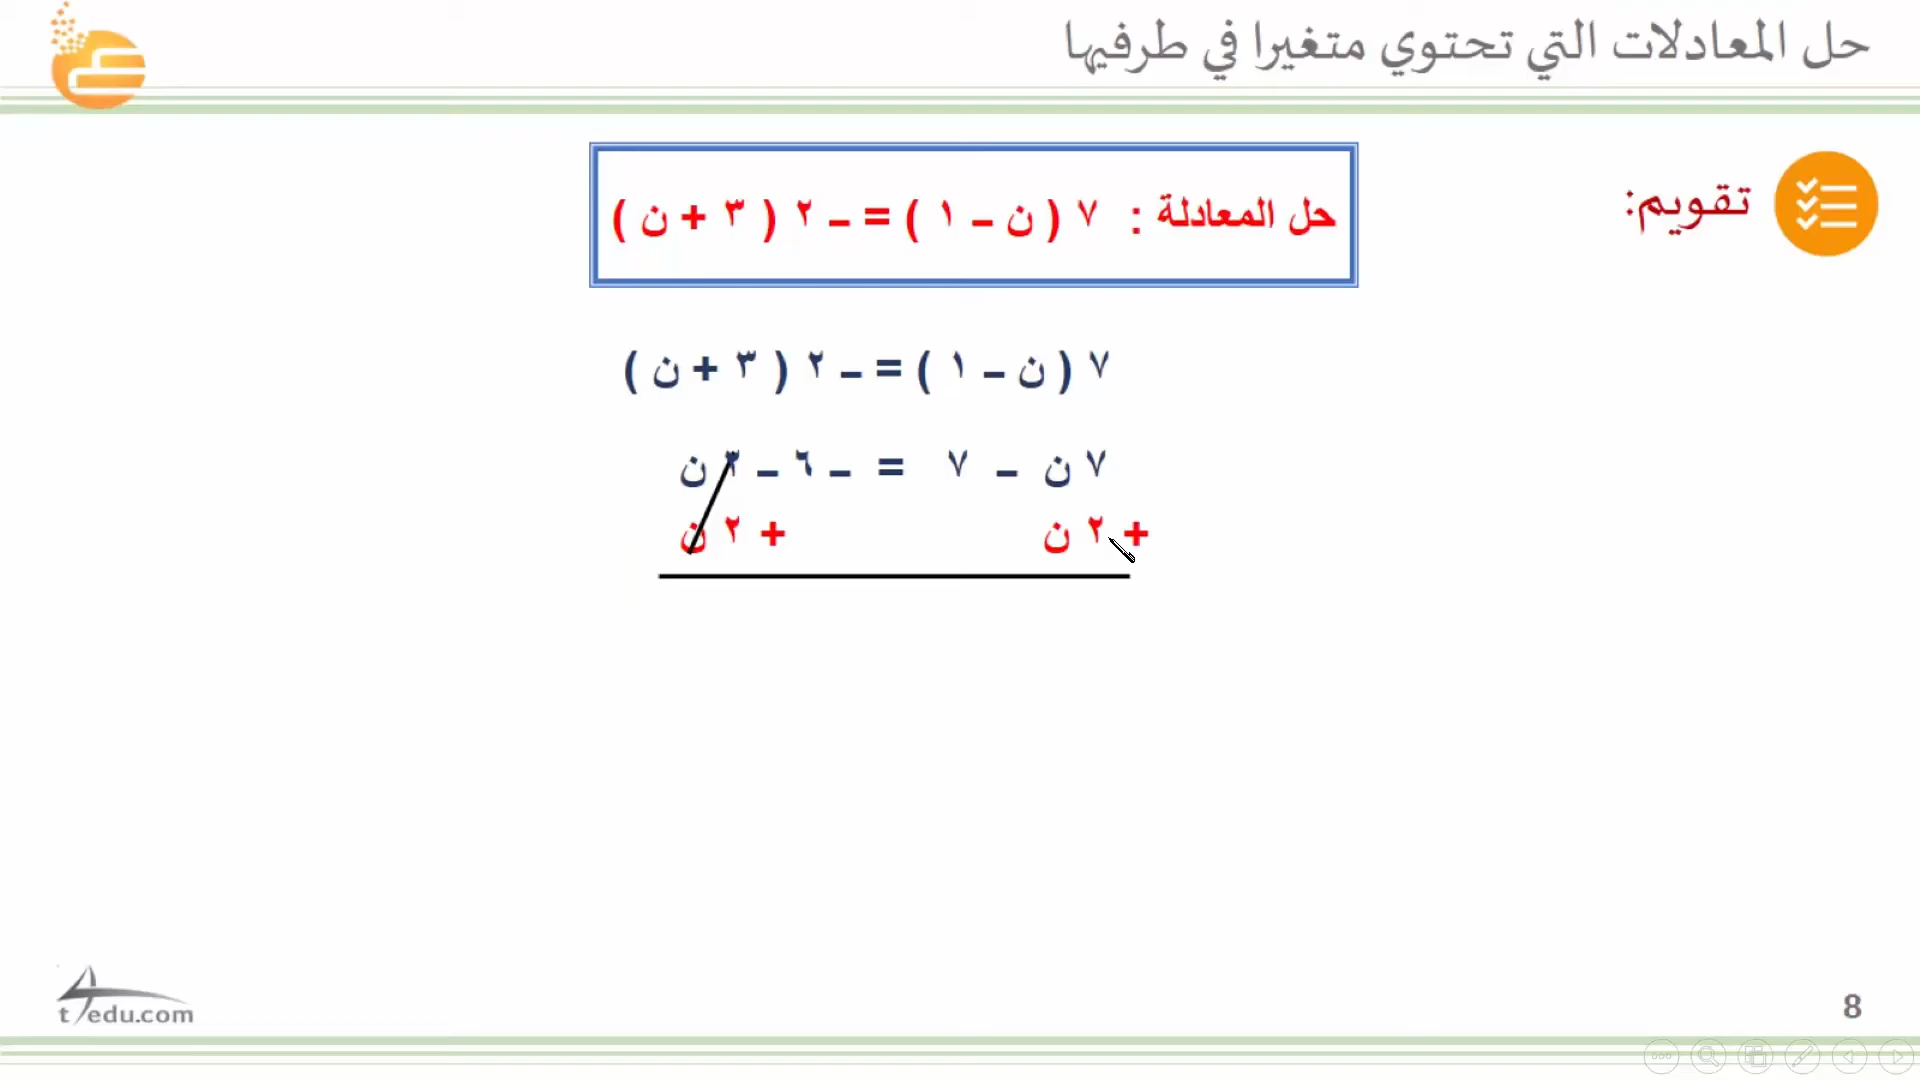 حل المعادلات التي تحتوي متغيرا في طرفيها
تقويم:
حل المعادلة : ٧ ( ن – ١ ) = – ٢ ( ٣ + ن )
٧ ( ن – ١ ) = – ٢ ( ٣ + ن )
٧ ن – ٧ = – ٦ – ٢ ن
+ ٢ ن + ٢ ن
t4edu.com
8